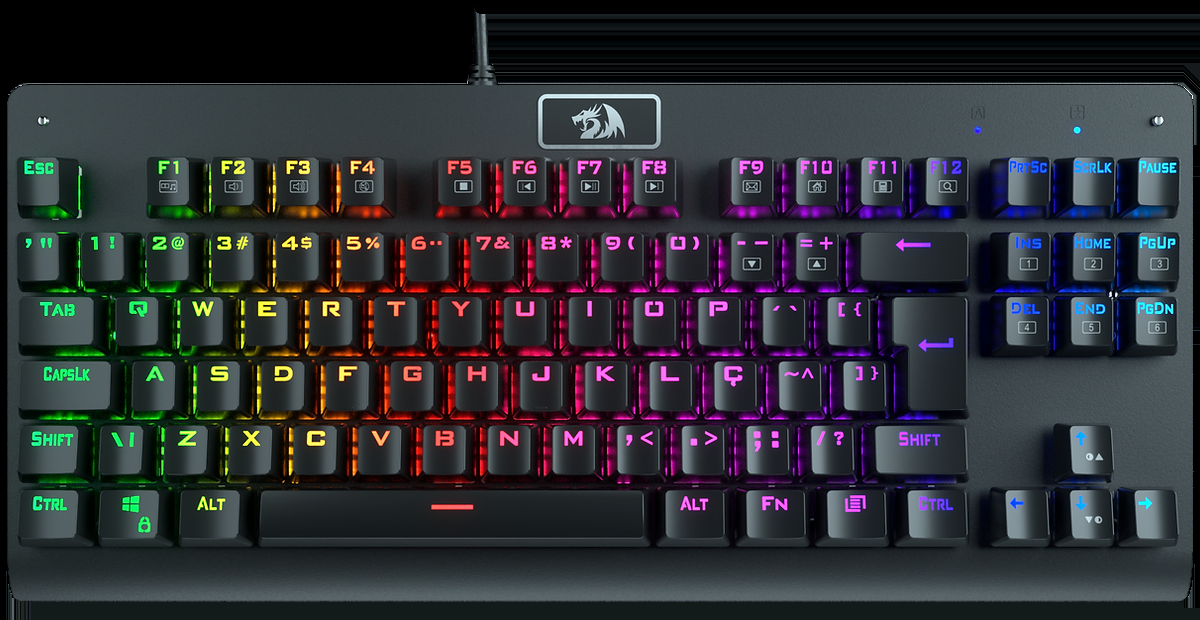 Esc F1 F2 F3 F4 F5 F6 F7 F8 F9 F10 F11 F12 PrtSc ScrLk Pause
' " 1 ! 2 @ 3 # 4 $ 5 % 6 ¨ 7 & 8 * 9 ( 0 ) - _ = + ← Ins 1 Home 2 PgUp 3
Tab Q W E R T Y U I O P ´ ` [ { Del 4 End 5 PgDn 6
CapsLk A S D F G H J K L Ç ~ ^ ] } ↵
Shift \ | Z X C V B N M , < . > ; : / ? Shift ↑
Ctrl Alt Alt Fn Ctrl ← ↓ →